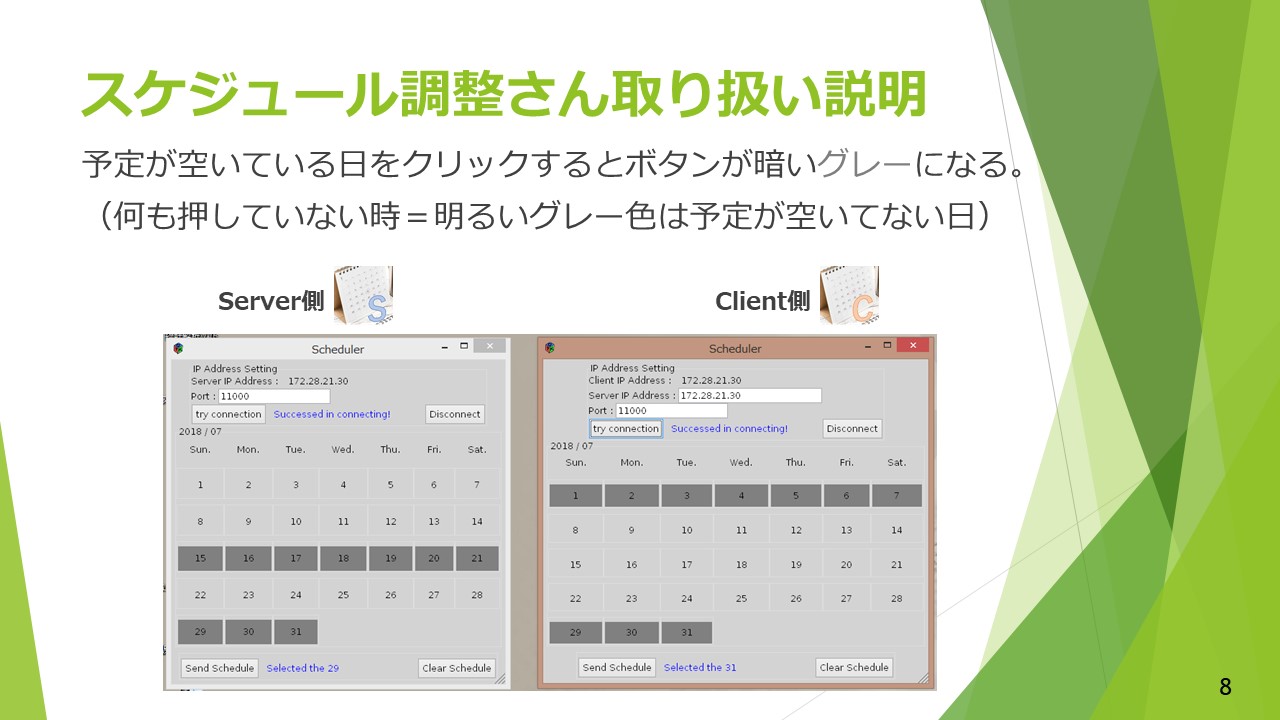 スケジュール調整さん取り扱い説明
予定が空いている日をクリックするとボタンが暗いグレーになる。
（何も押していない時＝明るいグレー色は予定が空いてない日）
Server側
S
Client側
C
Scheduler
IP Address Setting
Server IP Address : 172.28.21.30
Port : 11000
try connection Successed in connecting! Disconnect
2018 / 07
Sun. Mon. Tue. Wed. Thu. Fri. Sat.
1 2 3 4 5 6 7
8 9 10 11 12 13 14
15 16 17 18 19 20 21
22 23 24 25 26 27 28
29 30 31
Send Schedule Selected the 29 Clear Schedule
Scheduler
IP Address Setting
Client IP Address : 172.28.21.30
Server IP Address : 172.28.21.30
Port : 11000
try connection Successed in connecting! Disconnect
2018 / 07
Sun. Mon. Tue. Wed. Thu. Fri. Sat.
1 2 3 4 5 6 7
8 9 10 11 12 13 14
15 16 17 18 19 20 21
22 23 24 25 26 27 28
29 30 31
Send Schedule Selected the 31 Clear Schedule
8